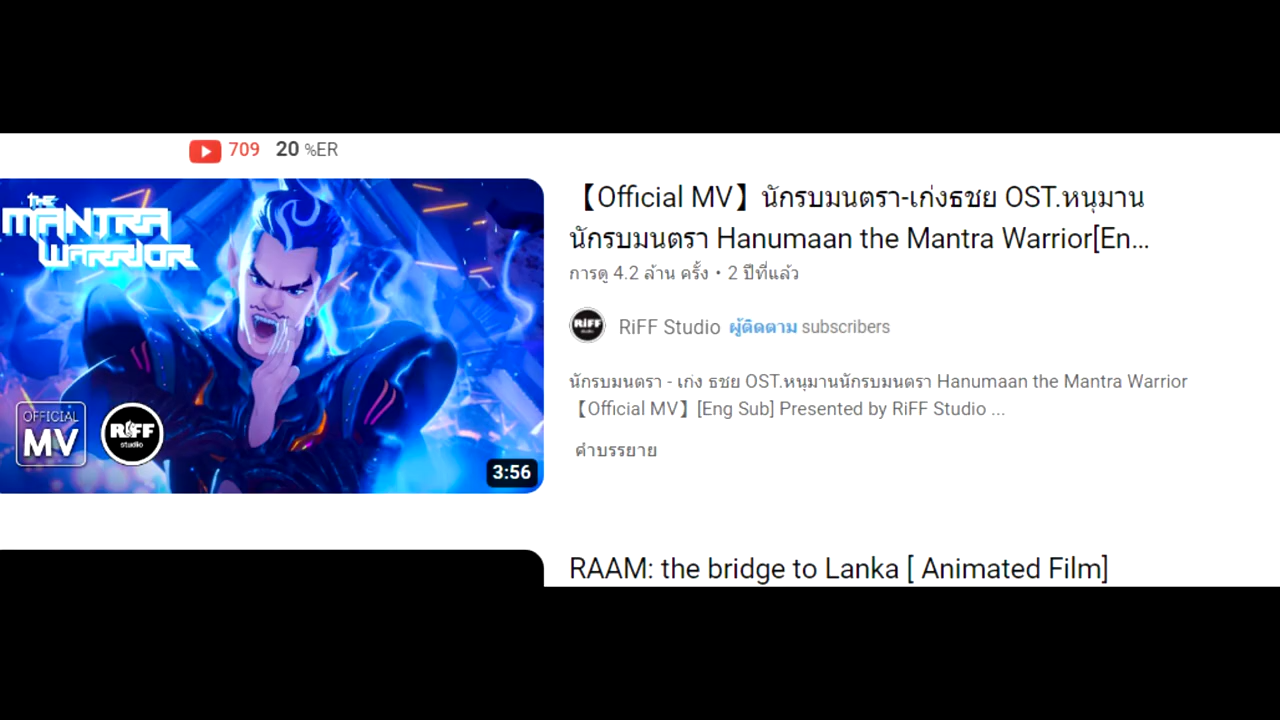 709 20 %ER
THE
MANTRA
WARRIOR
OFFICIAL
MV
RiFF
studio
3:56
【Official MV】นักรบมนตรา-เก่งธชย OST.หนุมาน
นักรบมนตรา Hanumaan the Mantra Warrior[En...
การดู 4.2 ล้าน ครั้ง • 2 ปีที่แล้ว
RiFF
studio
RiFF Studio ผู้ติดตาม subscribers
นักรบมนตรา - เก่ง ธชย OST.หนุมานนักรบมนตรา Hanumaan the Mantra Warrior
【Official MV】[Eng Sub] Presented by RiFF Studio ...
คำบรรยาย
RAAM: the bridge to Lanka [ Animated Film]